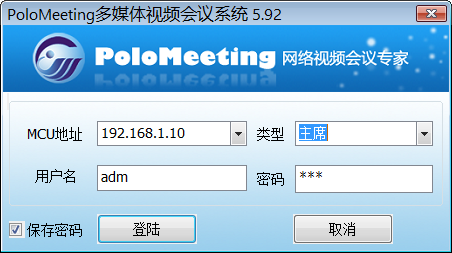 PoloMeeting多媒体视频会议系统 5.92
PoloMeeting 网络视频会议专家
MCU地址 192.168.1.10 类型 主席
用户名 adm 密码 ***
保存密码 登陆 取消